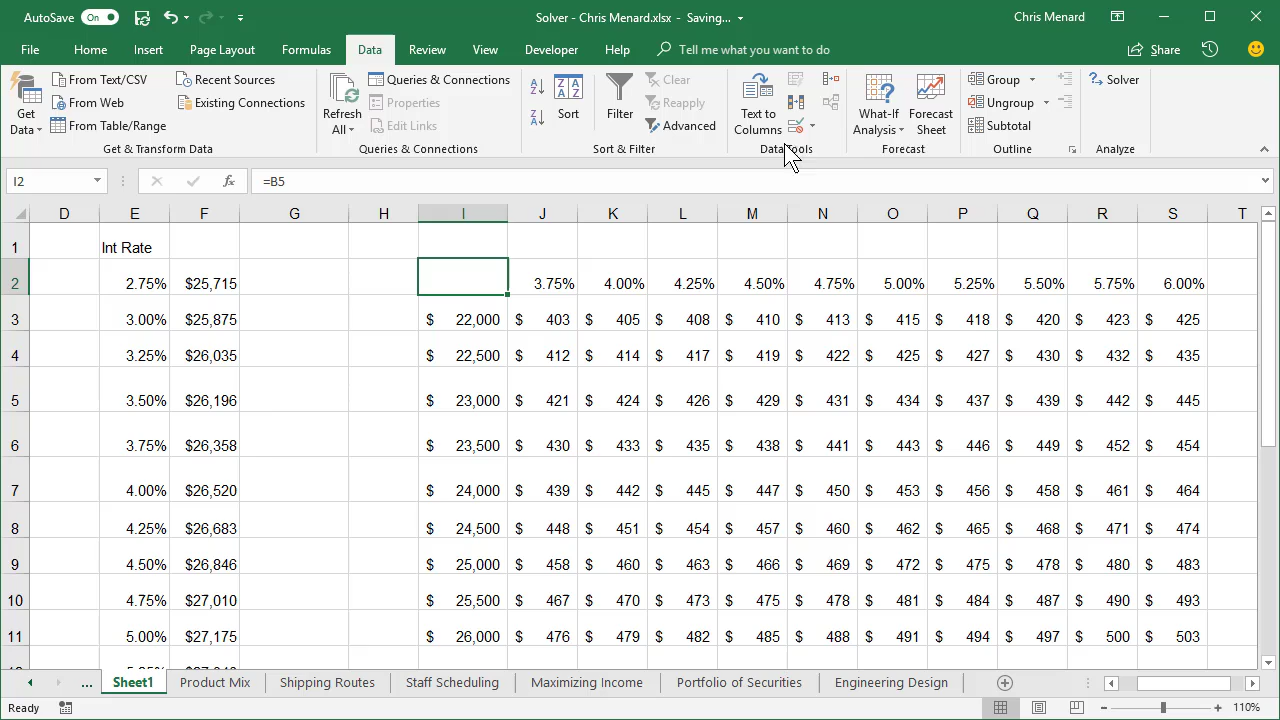 AutoSave On Solver - Chris Menard.xlsx - Saving... Chris Menard
File Home Insert Page Layout Formulas Data Review View Developer Help Tell me what you want to do Share
Get Data
From Text/CSV
From Web
From Table/Range
Recent Sources
Existing Connections
Get & Transform Data
Refresh All
Queries & Connections
Properties
Edit Links
Queries & Connections
Sort
Filter
Clear
Reapply
Advanced
Sort & Filter
Text to Columns
Data Tools
What-If Analysis
Forecast Sheet
Forecast
Group
Ungroup
Subtotal
Outline
Solver
Analyze
I2 fx =B5
D E F G H I J K L M N O P Q R S T
1 Int Rate
2 2.75% $25,715 3.75% 4.00% 4.25% 4.50% 4.75% 5.00% 5.25% 5.50% 5.75% 6.00%
3 3.00% $25,875 $ 22,000 $ 403 $ 405 $ 408 $ 410 $ 413 $ 415 $ 418 $ 420 $ 423 $ 425
4 3.25% $26,035 $ 22,500 $ 412 $ 414 $ 417 $ 419 $ 422 $ 425 $ 427 $ 430 $ 432 $ 435
5 3.50% $26,196 $ 23,000 $ 421 $ 424 $ 426 $ 429 $ 431 $ 434 $ 437 $ 439 $ 442 $ 445
6 3.75% $26,358 $ 23,500 $ 430 $ 433 $ 435 $ 438 $ 441 $ 443 $ 446 $ 449 $ 452 $ 454
7 4.00% $26,520 $ 24,000 $ 439 $ 442 $ 445 $ 447 $ 450 $ 453 $ 456 $ 458 $ 461 $ 464
8 4.25% $26,683 $ 24,500 $ 448 $ 451 $ 454 $ 457 $ 460 $ 462 $ 465 $ 468 $ 471 $ 474
9 4.50% $26,846 $ 25,000 $ 458 $ 460 $ 463 $ 466 $ 469 $ 472 $ 475 $ 478 $ 480 $ 483
10 4.75% $27,010 $ 25,500 $ 467 $ 470 $ 473 $ 475 $ 478 $ 481 $ 484 $ 487 $ 490 $ 493
11 5.00% $27,175 $ 26,000 $ 476 $ 479 $ 482 $ 485 $ 488 $ 491 $ 494 $ 497 $ 500 $ 503
... Sheet1 Product Mix Shipping Routes Staff Scheduling Maximizing Income Portfolio of Securities Engineering Design
Ready 110%